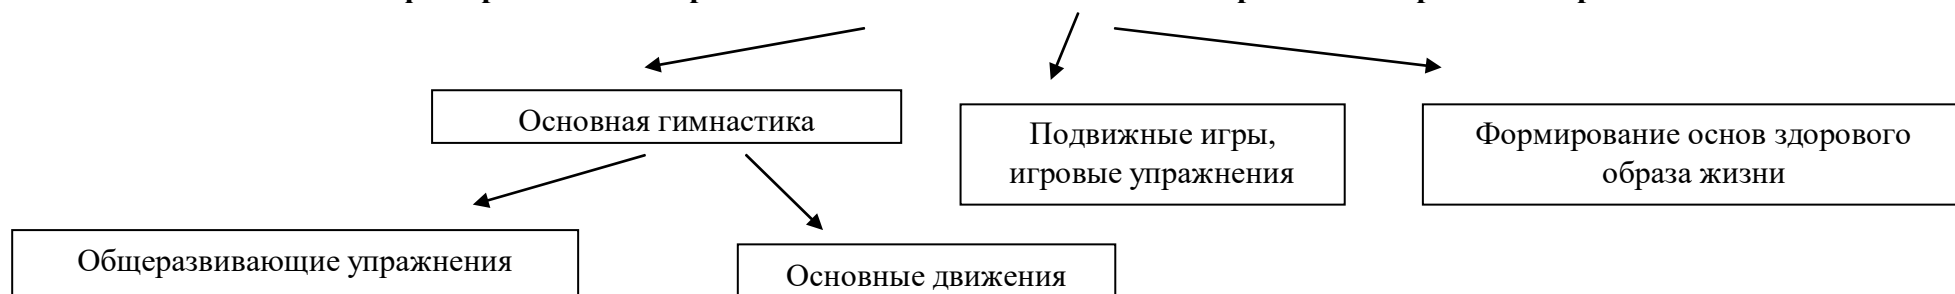 Основная гимнастика
Подвижные игры,
игровые упражнения
Формирование основ здорового
образа жизни
Общеразвивающие упражнения
Основные движения